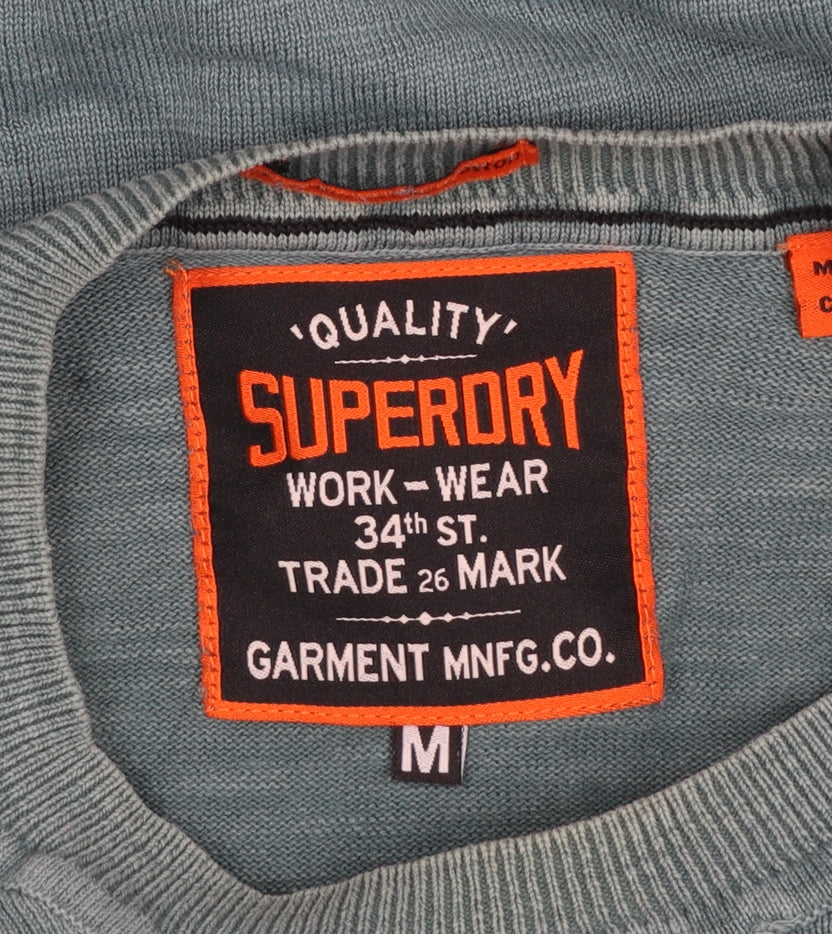 'QUALITY'
SUPERDRY
WORK-WEAR
34th ST.
TRADE 26 MARK
GARMENT MNFG.CO.
M